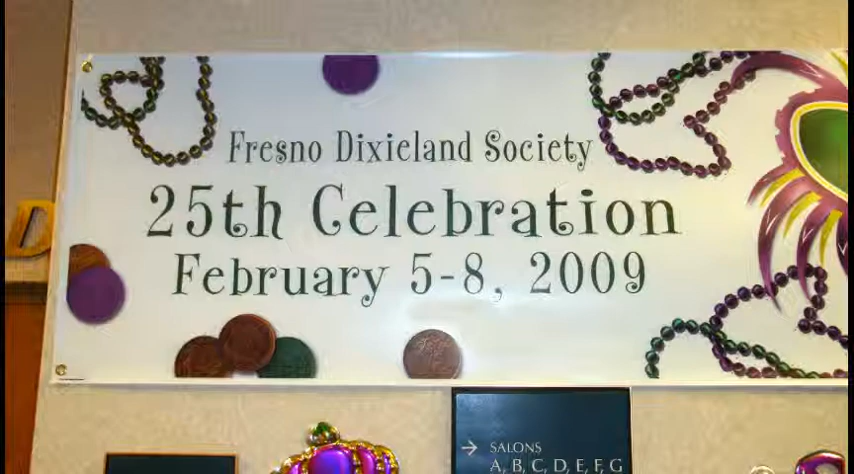 Fresno Dixieland Society
25th Celebration
February 5-8, 2009
D
→ SALONS
A, B, C, D, E, F, G